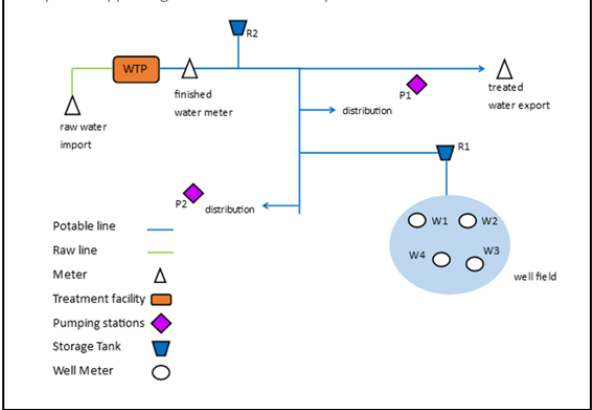 R2
WTP
P1
finished
water meter
treated
water export
raw water
import
distribution
R1
P2
distribution
W1
W2
W4
W3
well field
Potable line
Raw line
Meter
Treatment facility
Pumping stations
Storage Tank
Well Meter